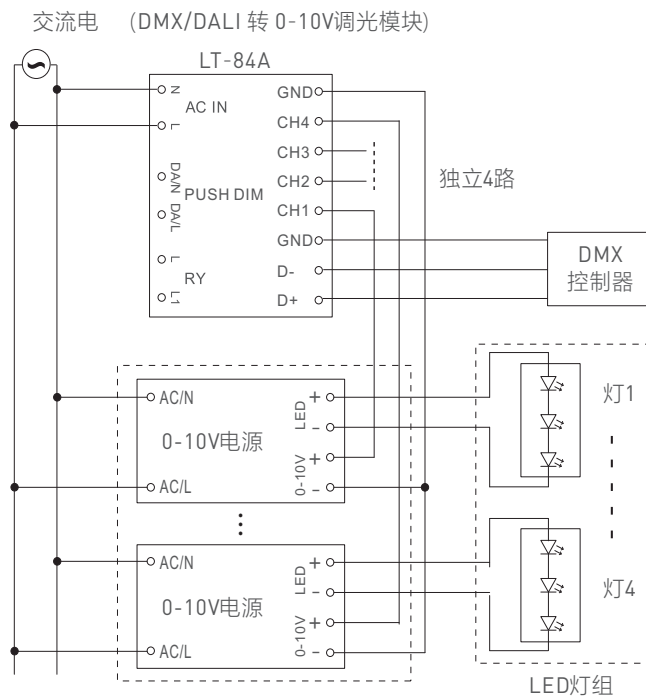 交流电 (DMX/DALI 转 0-10V调光模块)
LT-84A
N
AC IN
L
DA/N
PUSH DIM
DA/L
L
RY
L1
GND
CH4
CH3
CH2
CH1
GND
D-
D+
独立4路
DMX
控制器
AC/N
0-10V电源
AC/L
+
LED
-
+
0-10V
-
灯1
AC/N
0-10V电源
AC/L
+
LED
-
+
0-10V
-
灯4
LED灯组